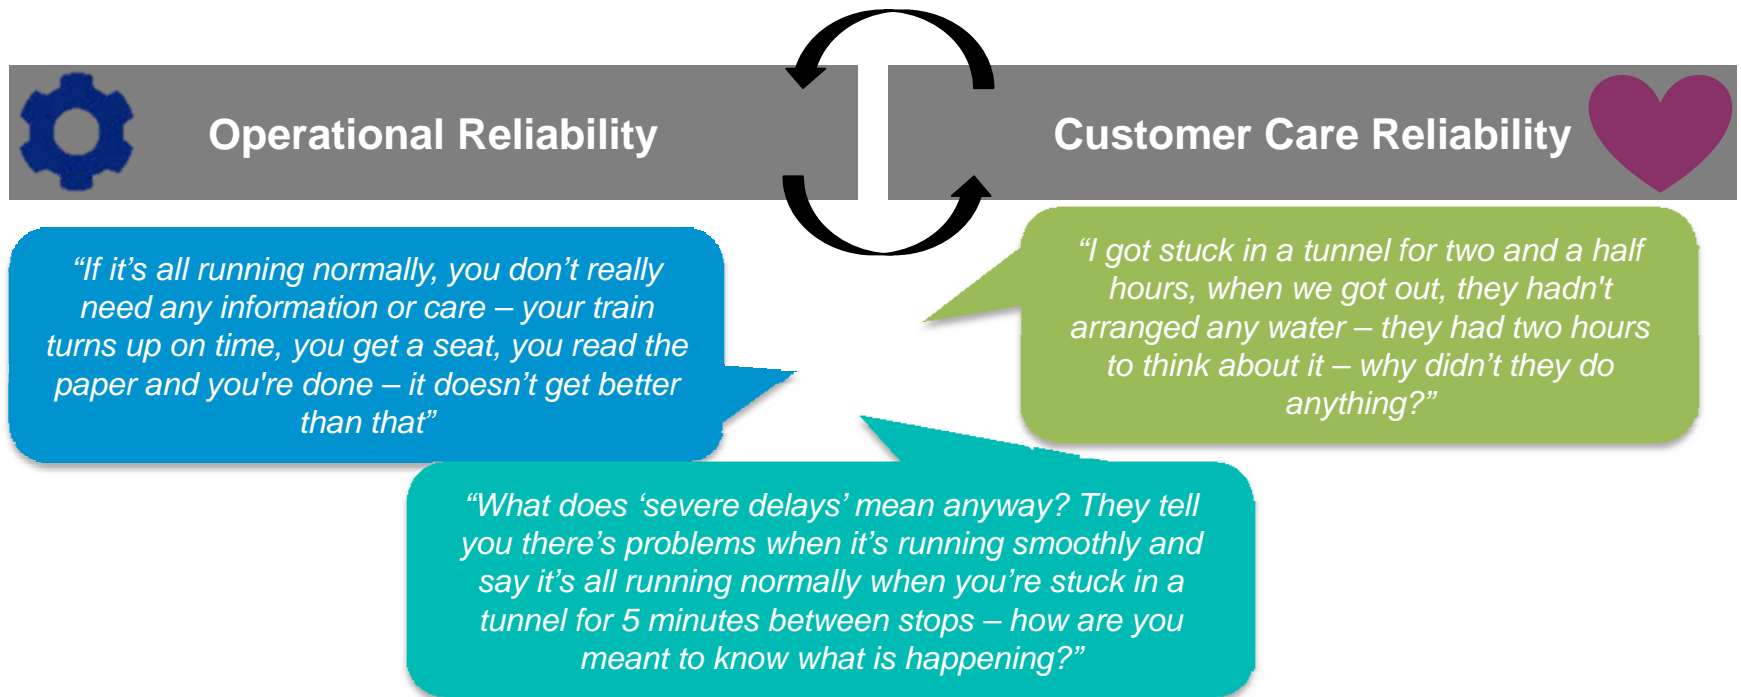 Operational Reliability
Customer Care Reliability
“If it’s all running normally, you don’t really
need any information or care – your train
turns up on time, you get a seat, you read the
paper and you're done – it doesn’t get better
than that”
“I got stuck in a tunnel for two and a half
hours, when we got out, they hadn't
arranged any water – they had two hours
to think about it – why didn’t they do
anything?”
“What does ‘severe delays’ mean anyway? They tell
you there’s problems when it’s running smoothly and
say it’s all running normally when you’re stuck in a
tunnel for 5 minutes between stops – how are you
meant to know what is happening?”